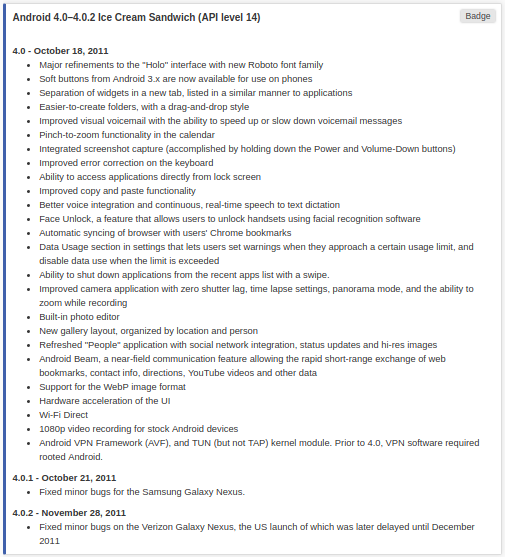 Android 4.0–4.0.2 Ice Cream Sandwich (API level 14)
Badge
4.0 - October 18, 2011
Major refinements to the "Holo" interface with new Roboto font family
Soft buttons from Android 3.x are now available for use on phones
Separation of widgets in a new tab, listed in a similar manner to applications
Easier-to-create folders, with a drag-and-drop style
Improved visual voicemail with the ability to speed up or slow down voicemail messages
Pinch-to-zoom functionality in the calendar
Integrated screenshot capture (accomplished by holding down the Power and Volume-Down buttons)
Improved error correction on the keyboard
Ability to access applications directly from lock screen
Improved copy and paste functionality
Better voice integration and continuous, real-time speech to text dictation
Face Unlock, a feature that allows users to unlock handsets using facial recognition software
Automatic syncing of browser with users' Chrome bookmarks
Data Usage section in settings that lets users set warnings when they approach a certain usage limit, and
disable data use when the limit is exceeded
Ability to shut down applications from the recent apps list with a swipe.
Improved camera application with zero shutter lag, time lapse settings, panorama mode, and the ability to
zoom while recording
Built-in photo editor
New gallery layout, organized by location and person
Refreshed "People" application with social network integration, status updates and hi-res images
Android Beam, a near-field communication feature allowing the rapid short-range exchange of web
bookmarks, contact info, directions, YouTube videos and other data
Support for the WebP image format
Hardware acceleration of the UI
Wi-Fi Direct
1080p video recording for stock Android devices
Android VPN Framework (AVF), and TUN (but not TAP) kernel module. Prior to 4.0, VPN software required
rooted Android.
4.0.1 - October 21, 2011
Fixed minor bugs for the Samsung Galaxy Nexus.
4.0.2 - November 28, 2011
Fixed minor bugs on the Verizon Galaxy Nexus, the US launch of which was later delayed until December
2011